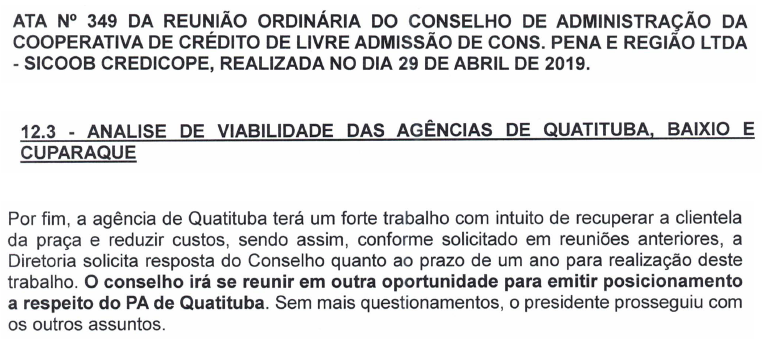 ATA Nº 349 DA REUNIÃO ORDINÁRIA DO CONSELHO DE ADMINISTRAÇÃO DA
COOPERATIVA DE CRÉDITO DE LIVRE ADMISSÃO DE CONS. PENA E REGIÃO LTDA
- SICOOB CREDICOPE, REALIZADA NO DIA 29 DE ABRIL DE 2019.
12.3 - ANALISE DE VIABILIDADE DAS AGÊNCIAS DE QUATITUBA, BAIXIO E
CUPARAQUE
Por fim, a agência de Quatituba terá um forte trabalho com intuito de recuperar a clientela
da praça e reduzir custos, sendo assim, conforme solicitado em reuniões anteriores, a
Diretoria solicita resposta do Conselho quanto ao prazo de um ano para realização deste
trabalho. O conselho irá se reunir em outra oportunidade para emitir posicionamento
a respeito do PA de Quatituba. Sem mais questionamentos, o presidente prosseguiu com
os outros assuntos.